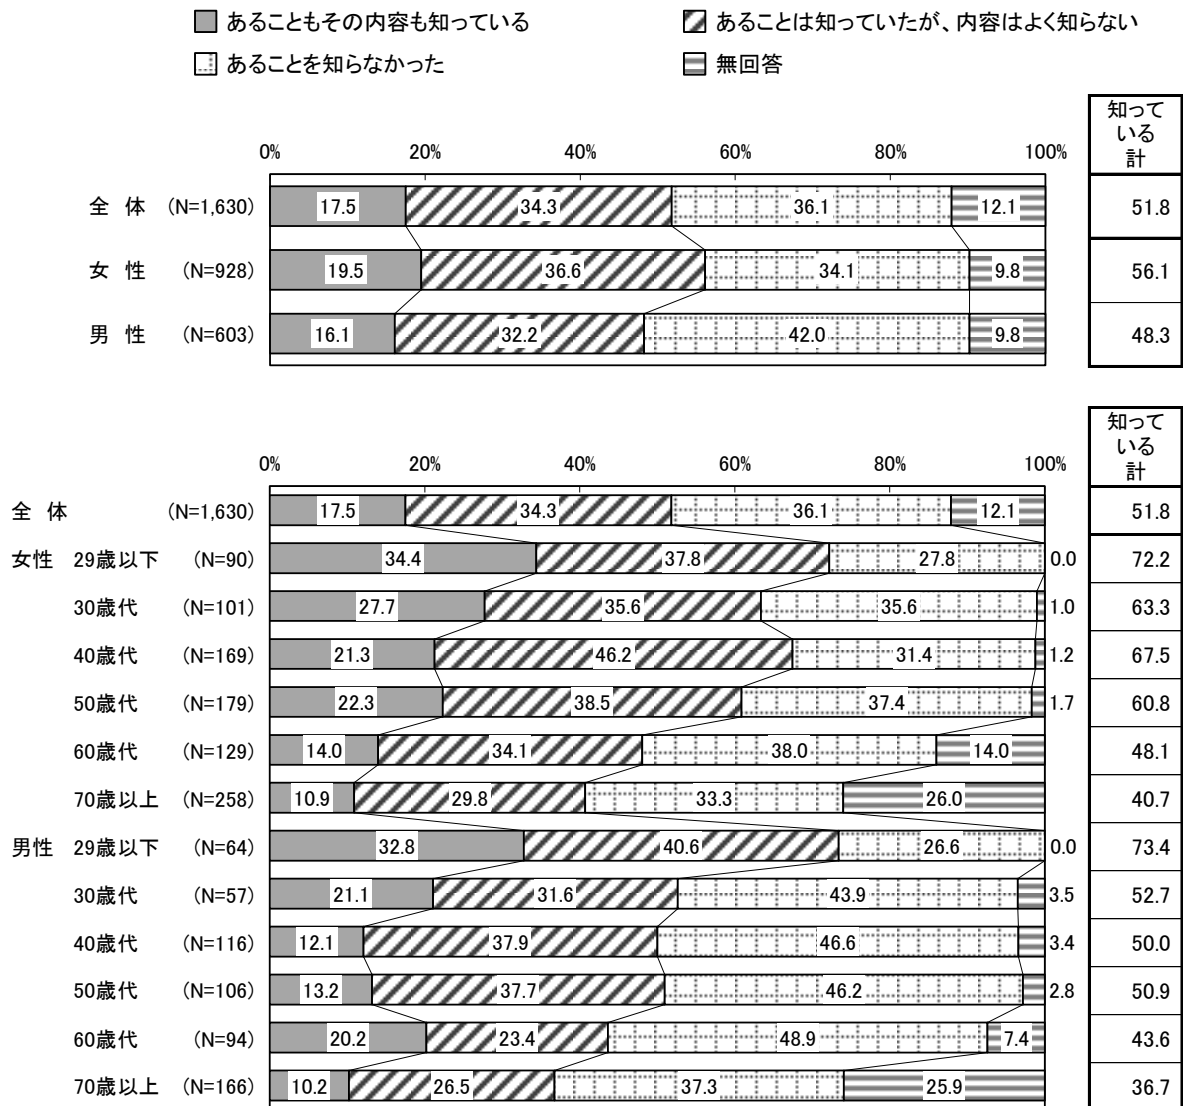 あることもその内容も知っている あることは知っていたが、内容はよく知らない
あることを知らなかった 無回答
知って
いる
計
0% 20% 40% 60% 80% 100%
全 体 (N=1,630) 17.5 34.3 36.1 12.1 51.8
女 性 (N=928) 19.5 36.6 34.1 9.8 56.1
男 性 (N=603) 16.1 32.2 42.0 9.8 48.3
知って
いる
計
0% 20% 40% 60% 80% 100%
全 体 (N=1,630) 17.5 34.3 36.1 12.1 51.8
女性 29歳以下 (N=90) 34.4 37.8 27.8 0.0 72.2
30歳代 (N=101) 27.7 35.6 35.6 1.0 63.3
40歳代 (N=169) 21.3 46.2 31.4 1.2 67.5
50歳代 (N=179) 22.3 38.5 37.4 1.7 60.8
60歳代 (N=129) 14.0 34.1 38.0 14.0 48.1
70歳以上 (N=258) 10.9 29.8 33.3 26.0 40.7
男性 29歳以下 (N=64) 32.8 40.6 26.6 0.0 73.4
30歳代 (N=57) 21.1 31.6 43.9 3.5 52.7
40歳代 (N=116) 12.1 37.9 46.6 3.4 50.0
50歳代 (N=106) 13.2 37.7 46.2 2.8 50.9
60歳代 (N=94) 20.2 23.4 48.9 7.4 43.6
70歳以上 (N=166) 10.2 26.5 37.3 25.9 36.7